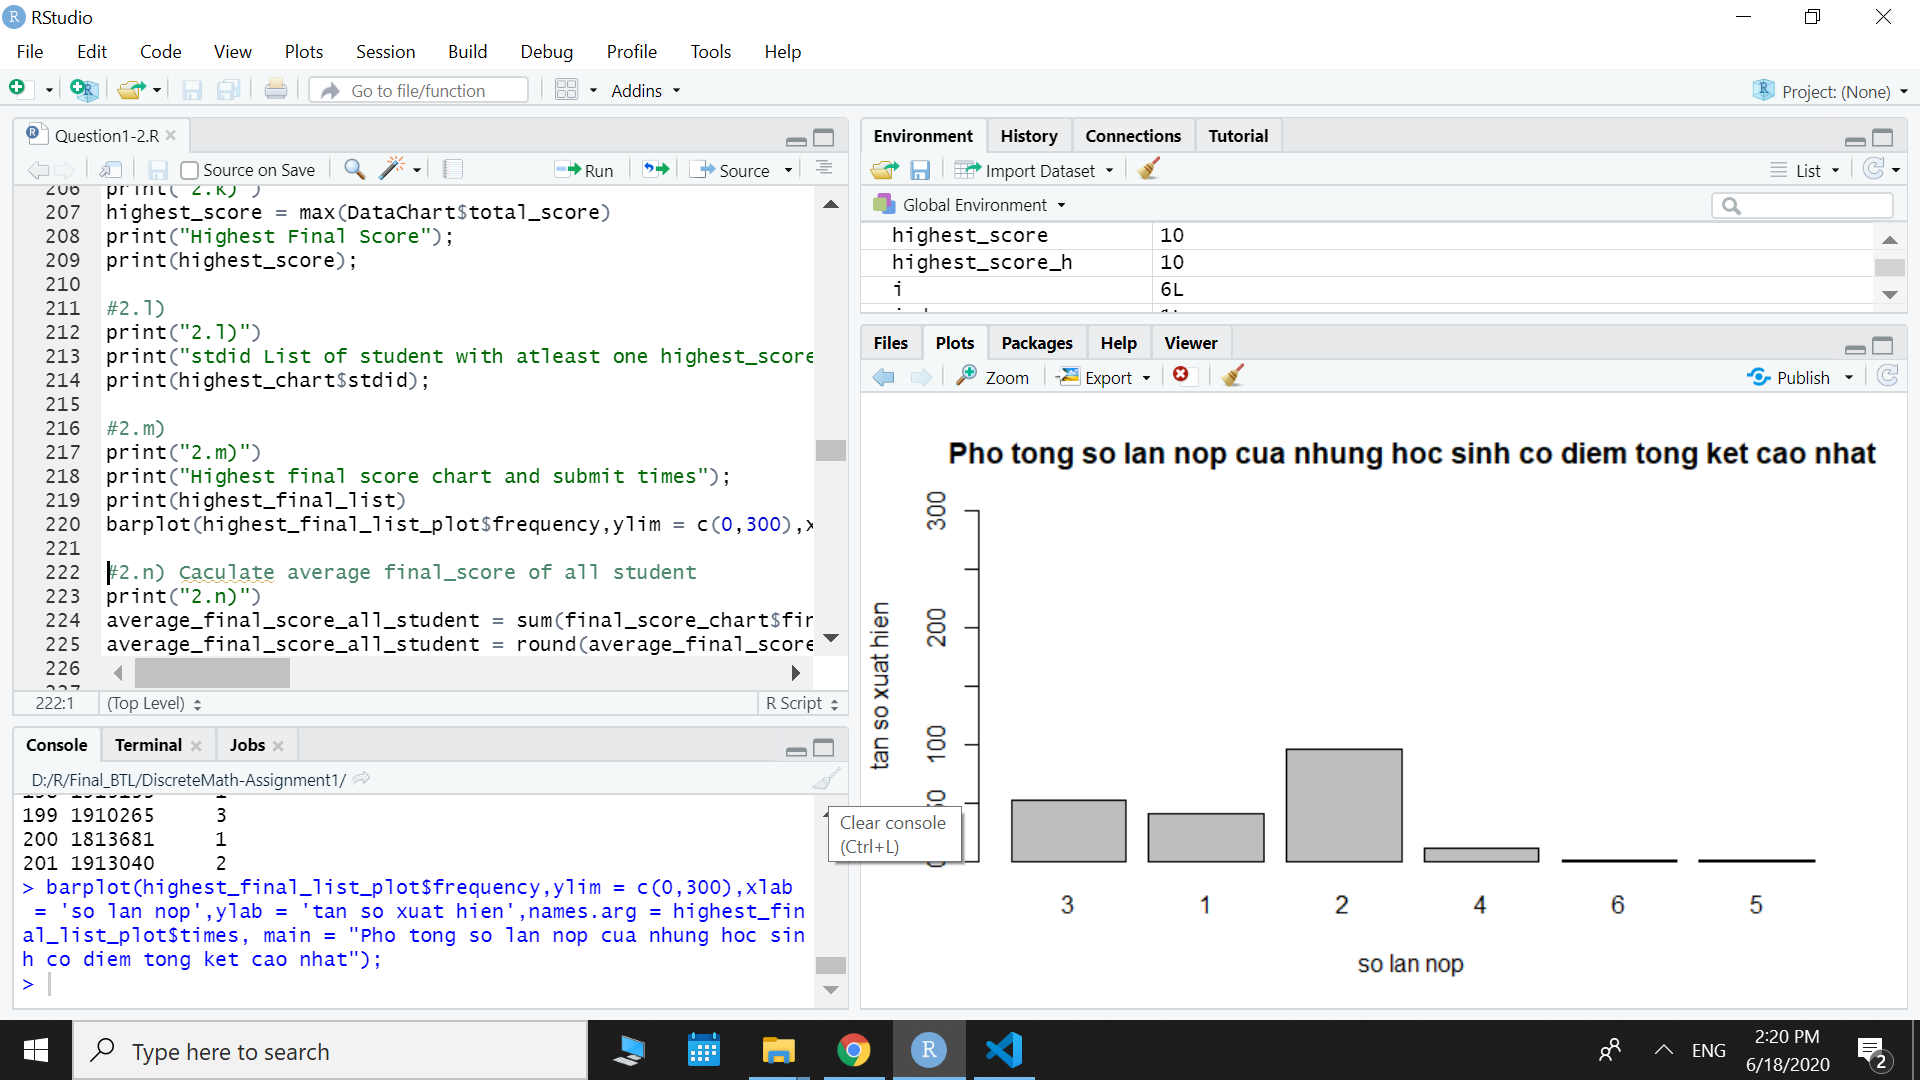 RStudio
File Edit Code View Plots Session Build Debug Profile Tools Help
Go to file/function Addins Project: (None)
Question1-2.R
Source on Save Run Source
206 print("2.k)")
207 highest_score = max(DataChart$total_score)
208 print("Highest Final Score");
209 print(highest_score);
210
211 #2.l)
212 print("2.l)")
213 print("stdid List of student with atleast one highest_score
214 print(highest_chart$stdid);
215
216 #2.m)
217 print("2.m)")
218 print("Highest final score chart and submit times");
219 print(highest_final_list)
220 barplot(highest_final_list_plot$frequency,ylim = c(0,300),x
221
222 #2.n) Caculate average final_score of all student
223 print("2.n)")
224 average_final_score_all_student = sum(final_score_chart$fin
225 average_final_score_all_student = round(average_final_score
226
222:1 (Top Level) R Script
Console Terminal Jobs
D:/R/Final_BTL/DiscreteMath-Assignment1/
199 1910265 3
200 1813681 1
201 1913040 2
> barplot(highest_final_list_plot$frequency,ylim = c(0,300),xlab
= 'so lan nop',ylab = 'tan so xuat hien',names.arg = highest_fin
al_list_plot$times, main = "Pho tong so lan nop cua nhung hoc sin
h co diem tong ket cao nhat");
>
Clear console
(Ctrl+L)
Environment History Connections Tutorial
Import Dataset List
Global Environment
highest_score 10
highest_score_h 10
i 6L
Files Plots Packages Help Viewer
Zoom Export Publish
Pho tong so lan nop cua nhung hoc sinh co diem tong ket cao nhat
tan so xuat hien
300
200
100
3 1 2 4 6 5
so lan nop
Type here to search
ENG
2:20 PM
6/18/2020
2